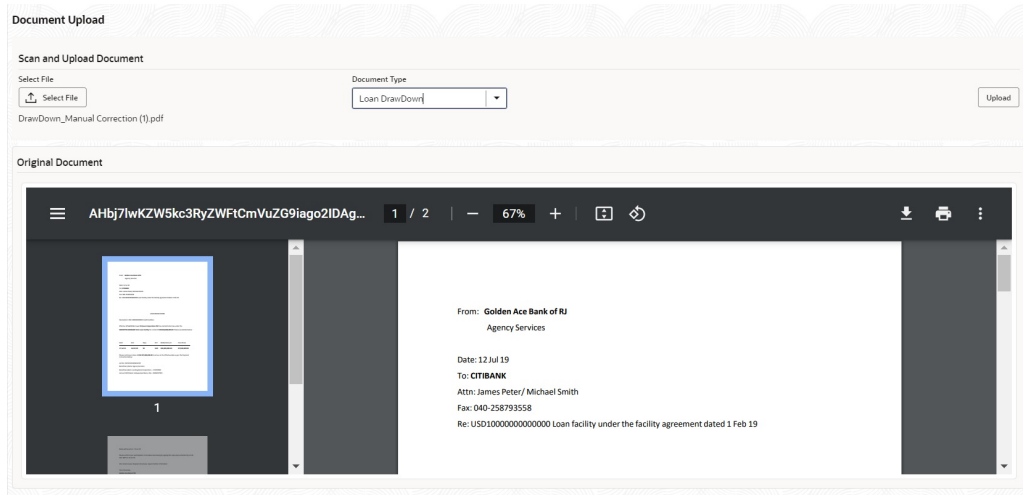 Document Upload
Scan and Upload Document
Select File
Document Type
Select File
Loan DrawDown
Upload
DrawDown_Manual Correction (1).pdf
Original Document
AHbj7lwKZW5kc3RyZWFtCmVuZG9iago2IDAg...
1 / 2
67%
1
From: Golden Ace Bank of RJ
Agency Services
Date: 12 Jul 19
To: CITIBANK
Attn: James Peter/ Michael Smith
Fax: 040-258793558
Re: USD10000000000000 Loan facility under the facility agreement dated 1 Feb 19